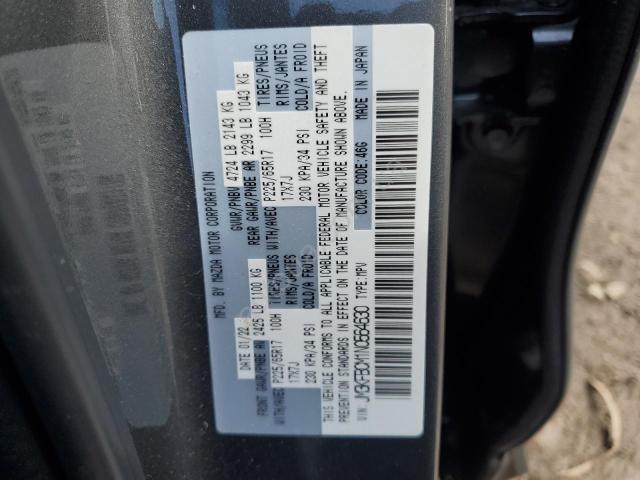 MFD. BY MAZDA MOTOR CORPORATION
DATE 01/22 GVWR/PNBV 4724 LB 2143 KG
FRONT GAWR/PNBE AV 2425 LB 1100 KG REAR GAWR/PNBE AR 2299 LB 1043 KG
WITH/AVEC P225/65R17 100H TIRES/PNEUS WITH/AVEC P225/65R17 100H TIRES/PNEUS
17X7J RIMS/JANTES 17X7J RIMS/JANTES
230 KPA/34 PSI COLD/A FROID 230 KPA/34 PSI COLD/A FROID
THIS VEHICLE CONFORMS TO ALL APPLICABLE FEDERAL MOTOR VEHICLE SAFETY AND THEFT
PREVENTION STANDARDS IN EFFECT ON THE DATE OF MANUFACTURE SHOWN ABOVE.
VIN: JM3KFBCM1N0564630 TYPE: MPV COLOR CODE: 46G MADE IN JAPAN